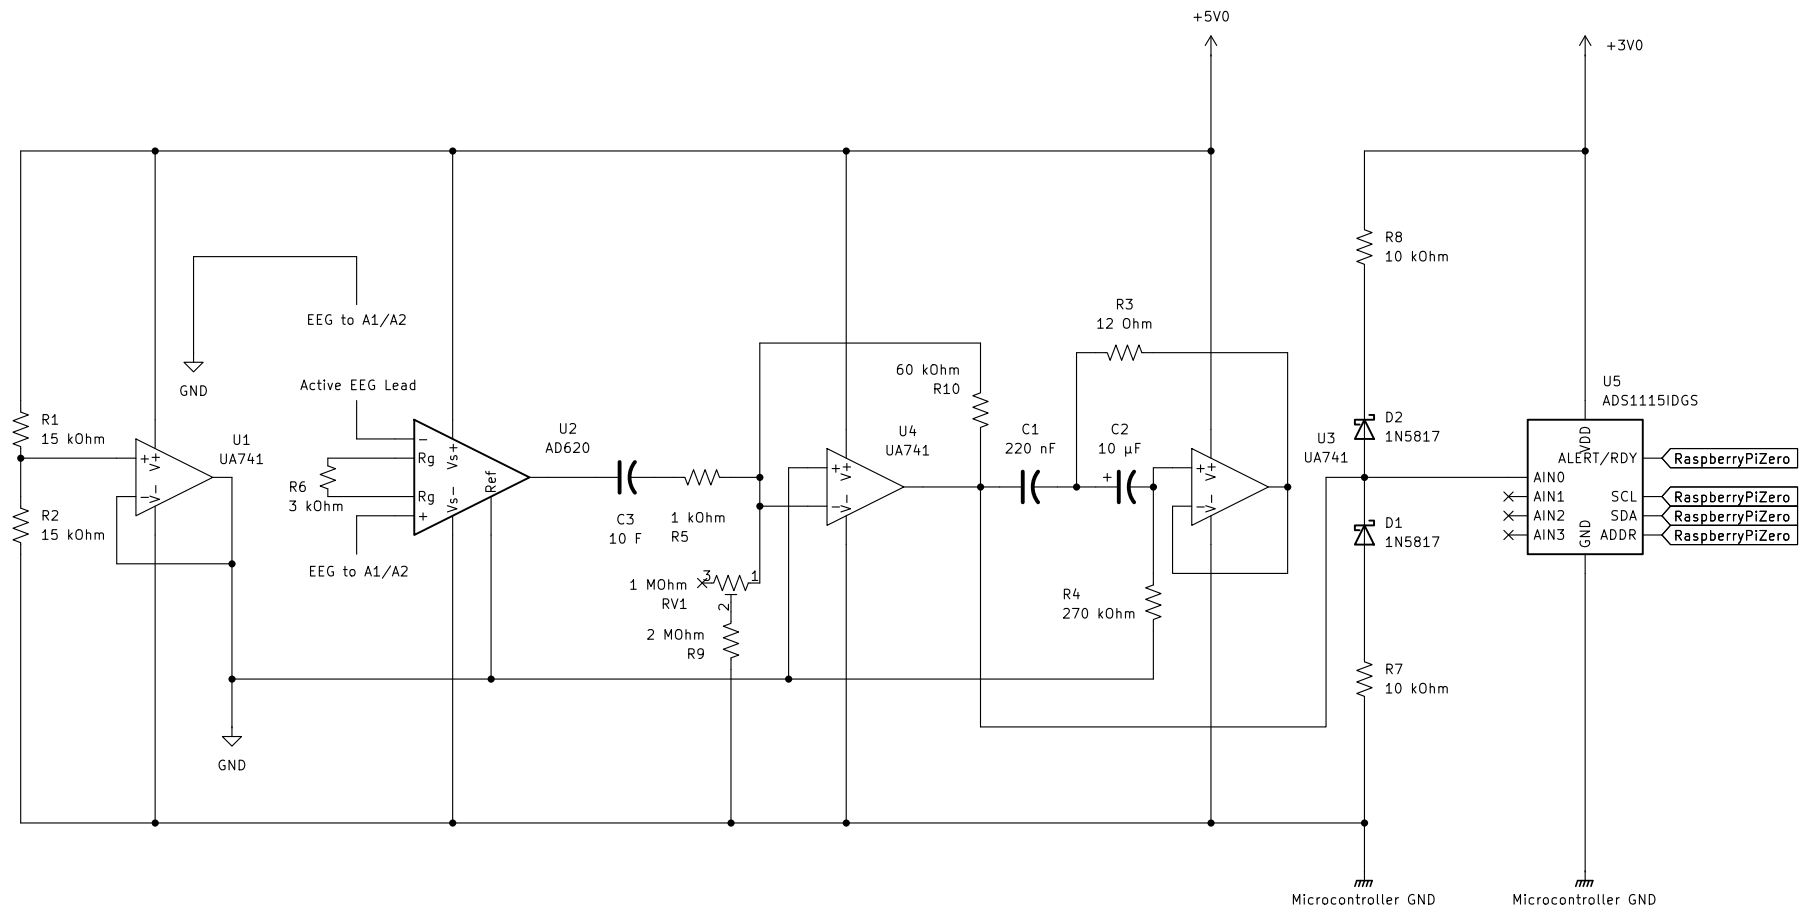 +5V0
+3V0
R8
10 kOhm
EEG to A1/A2
R3
12 Ohm
GND
Active EEG Lead
60 kOhm
R10
U5
ADS1115IDGS
R1
15 kOhm
U1
UA741
U2
AD620
U4
UA741
C1
220 nF
C2
10 µF
U3
UA741
D2
1N5817
+
V+
-
V-
-
Rg
Rg
+
Vs+
Vs-
Ref
R6
3 kOhm
R2
15 kOhm
EEG to A1/A2
C3
10 F
1 kOhm
R5
+
V+
-
V-
+
+
V+
-
V-
D1
1N5817
VDD
ALERT/RDY
AIN0
AIN1
AIN2
AIN3
SCL
SDA
ADDR
GND
RaspberryPiZero
RaspberryPiZero
RaspberryPiZero
RaspberryPiZero
1 MOhm
RV1
3
1
2
2 MOhm
R9
R4
270 kOhm
R7
10 kOhm
GND
Microcontroller GND
Microcontroller GND